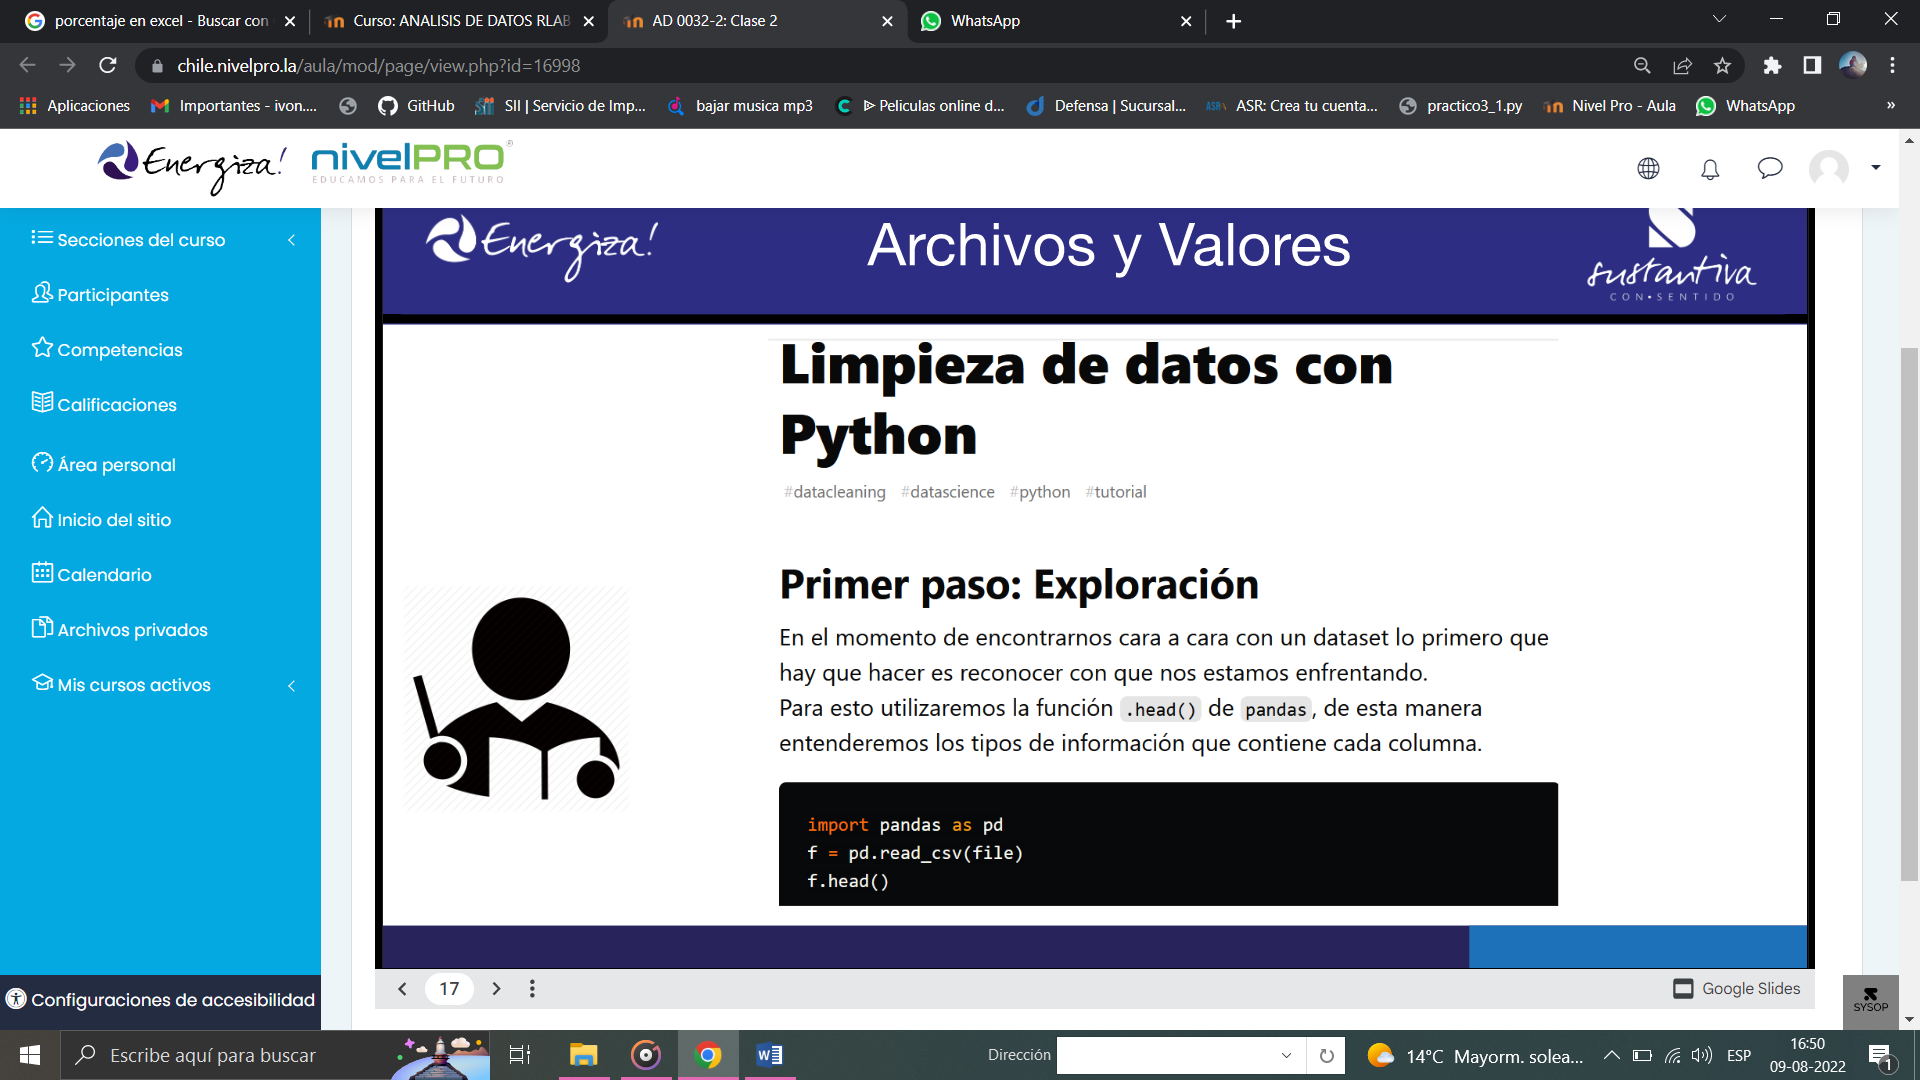 porcentaje en excel - Buscar con
Curso: ANALISIS DE DATOS RLAB
AD 0032-2: Clase 2
WhatsApp
chile.nivelpro.la/aula/mod/page/view.php?id=16998
Aplicaciones
Importantes - ivon....
GitHub
SII | Servicio de Imp...
bajar musica mp3
Peliculas online d...
Defensa | Sucursal...
ASR: Crea tu cuenta...
practico3_1.py
Nivel Pro - Aula
WhatsApp
»
Energiza!
nivelPRO
EDUCAMOS PARA EL FUTURO
Secciones del curso
Participantes
Competencias
Calificaciones
Área personal
Inicio del sitio
Calendario
Archivos privados
Mis cursos activos
Configuraciones de accesibilidad
Energiza!
Archivos y Valores
S
sustantiva
CON•SENTIDO
Limpieza de datos con
Python
#datacleaning #datascience #python #tutorial
Primer paso: Exploración
En el momento de encontrarnos cara a cara con un dataset lo primero que
hay que hacer es reconocer con que nos estamos enfrentando.
Para esto utilizaremos la función .head() de pandas, de esta manera
entenderemos los tipos de información que contiene cada columna.
import pandas as pd
f = pd.read_csv(file)
f.head()
17
Google Slides
SYSOP
Escribe aquí para buscar
Dirección
14°C Mayorm. solea...
ESP
16:50
09-08-2022
1